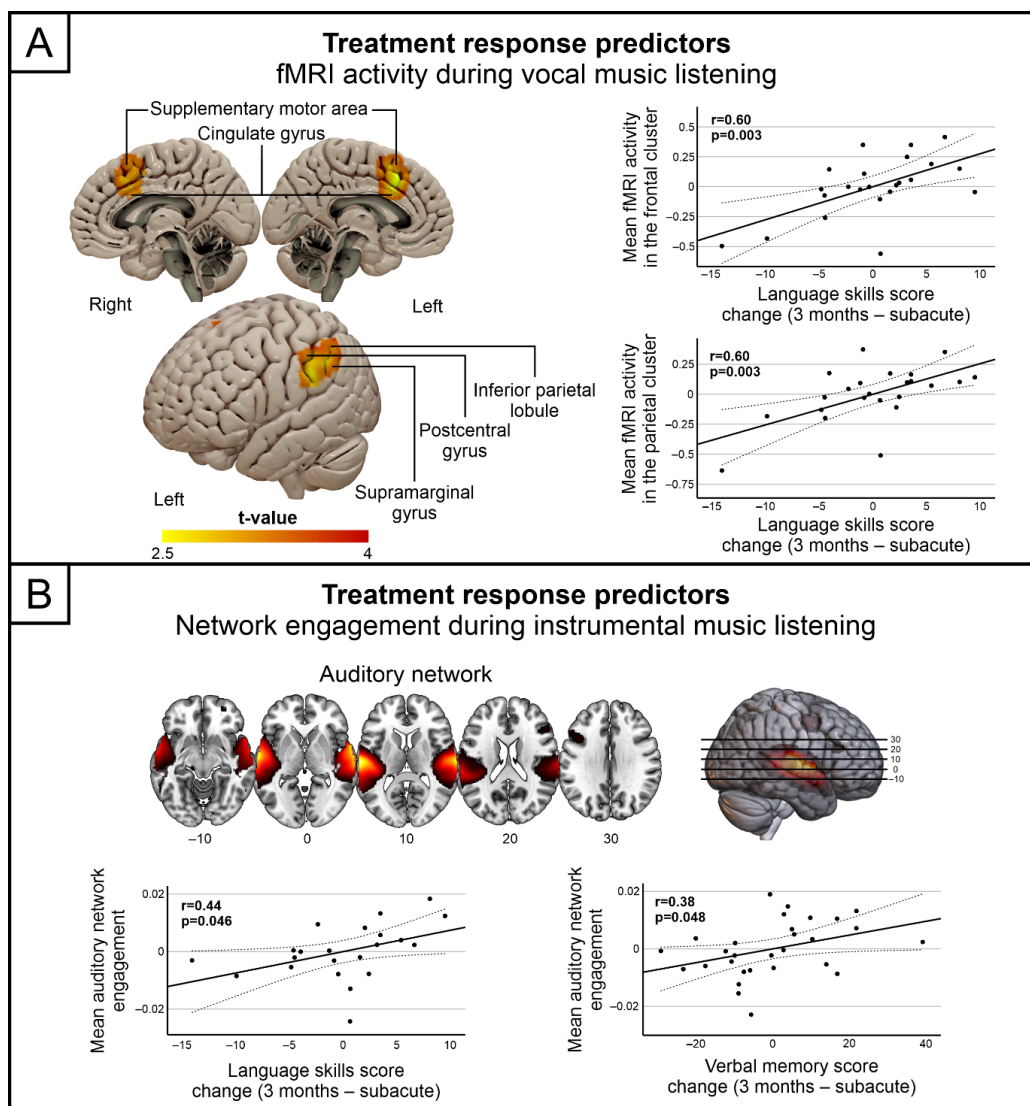 A
Treatment response predictors
fMRI activity during vocal music listening
Supplementary motor area
Cingulate gyrus
Right
Left
Inferior parietal
lobule
Postcentral
gyrus
Supramarginal
gyrus
Left
t-value
2.5
4
Mean fMRI activity
in the frontal cluster
r=0.60
p=0.003
0.5
0.25
0
−0.25
−0.5
−15
−10
−5
0
5
10
Language skills score
change (3 months – subacute)
Mean fMRI activity
in the parietal cluster
r=0.60
p=0.003
0.5
0.25
0
−0.25
−0.5
−0.75
−15
−10
−5
0
5
10
Language skills score
change (3 months – subacute)
B
Treatment response predictors
Network engagement during instrumental music listening
Auditory network
−10
0
10
20
30
30
20
10
0
−10
Mean auditory network
engagement
r=0.44
p=0.046
0.02
0
−0.02
−15
−10
−5
0
5
10
Language skills score
change (3 months – subacute)
Mean auditory network
engagement
r=0.38
p=0.048
0.02
0
−0.02
−20
0
20
40
Verbal memory score
change (3 months – subacute)